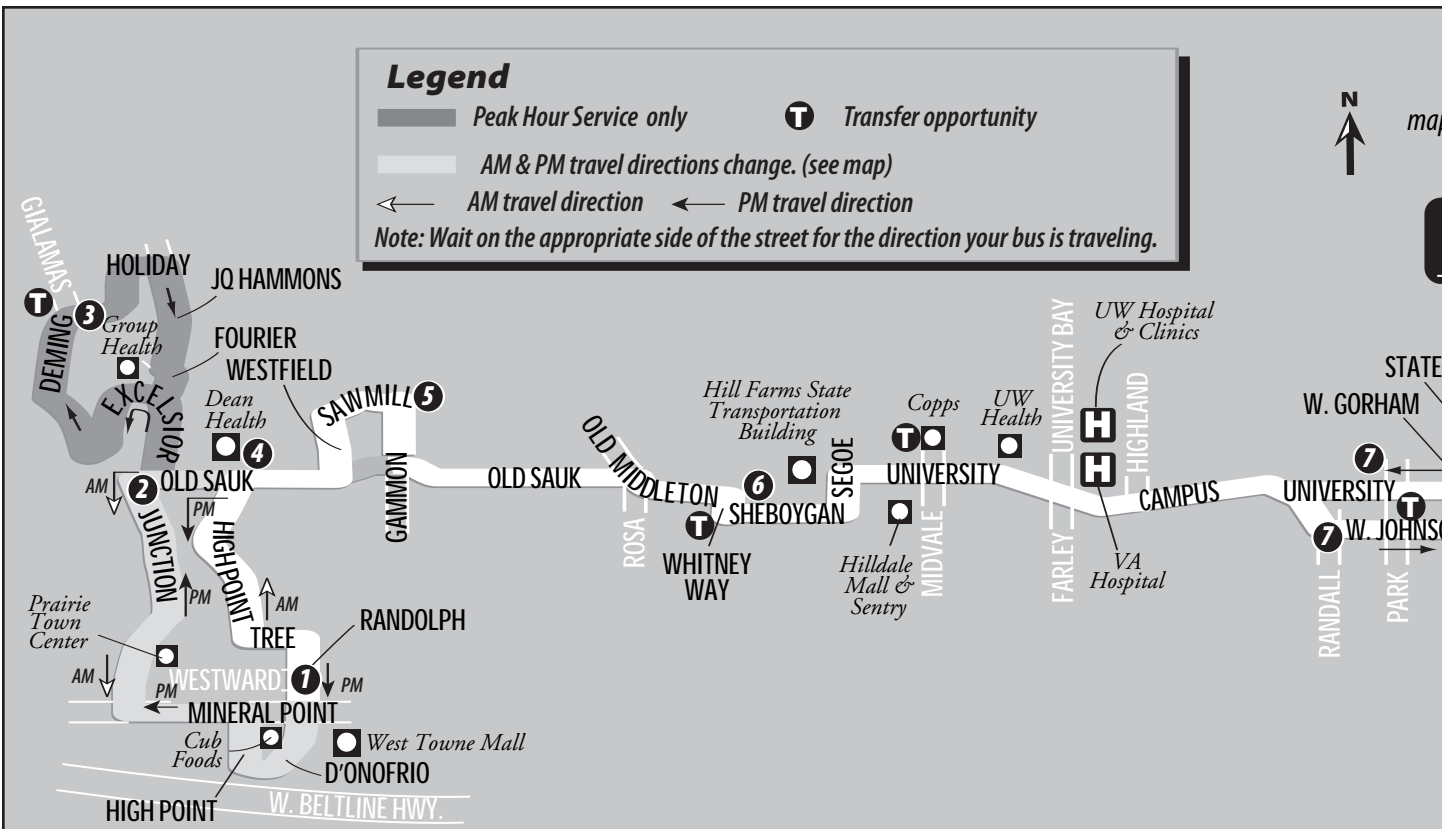 Legend
Peak Hour Service only
T Transfer opportunity
AM & PM travel directions change. (see map)
AM travel direction
PM travel direction
Note: Wait on the appropriate side of the street for the direction your bus is traveling.
N
map
GIALAMAS
HOLIDAY
JQ HAMMONS
T
3
DEMING
Group
Health
FOURIER
WESTFIELD
EXCELSIOR
Dean
Health
4
SAWMILL
5
AM
2
OLD SAUK
PM
JUNCTION
HIGH POINT
GAMMON
OLD SAUK
OLD MIDDLETON
ROSA
T
WHITNEY
WAY
6
SHEBOYGAN
Hill Farms State
Transportation
Building
SEGOE
Copps
T
UNIVERSITY
Hilldale
Mall &
Sentry
MIDVALE
UW
Health
FARLEY
UNIVERSITY BAY
UW Hospital
& Clinics
H
H
HIGHLAND
VA
Hospital
CAMPUS
STATE
W. GORHAM
7
UNIVERSITY
T
7
W. JOHNSO
RANDALL
PARK
PM
AM
Prairie
Town
Center
TREE
RANDOLPH
AM
PM
WESTWARD
1
PM
MINERAL POINT
Cub
Foods
West Towne Mall
D'ONOFRIO
HIGH POINT
W. BELTLINE HWY.